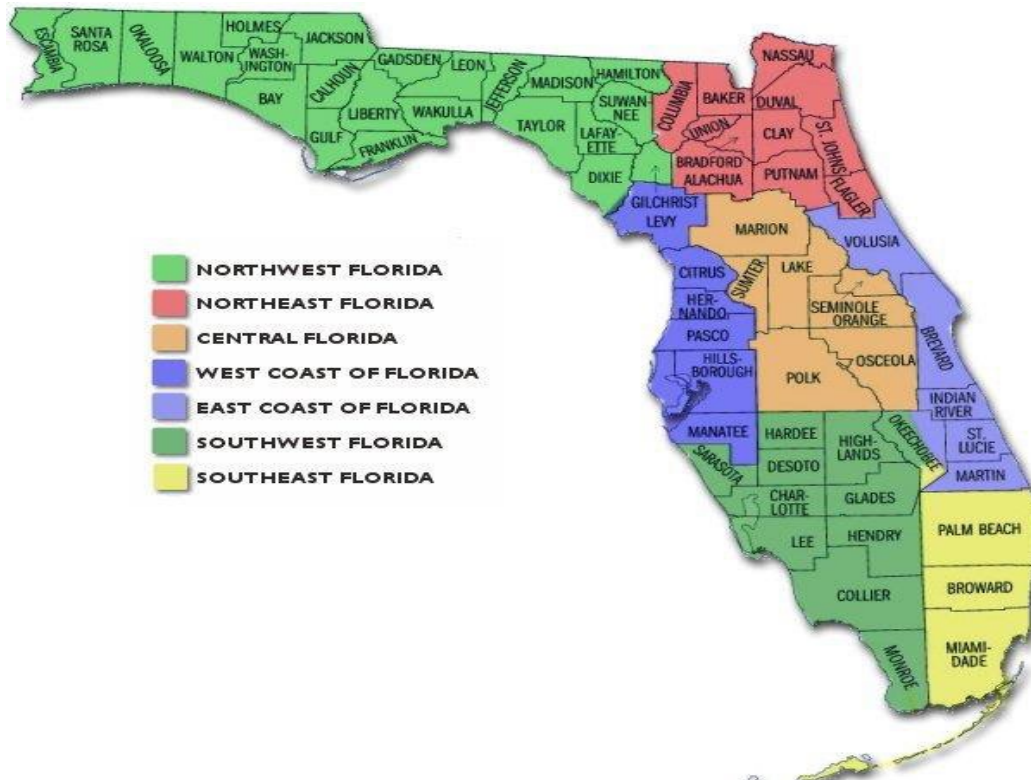 ESCMBIA
SANTA
ROSA
OKALOOSA
WALTON
HOLMES
WASH-
INGTON
JACKSON
BAY
CALHOUN
GULF
GADSDEN
LIBERTY
FRANKLIN
LEON
WAKULLA
JEFFERSON
MADISON
TAYLOR
HAMILTON
SUWAN-
NEE
LAFAY-
ETTE
DIXIE
COLUMBIA
BAKER
UNION
BRADFORD
ALACHUA
NASSAU
DUVAL
CLAY
PUTNAM
ST. JOHNS
FLAGLER
GILCHRIST
LEVY
MARION
VOLUSIA
CITRUS
SUMTER
LAKE
HER-
NANDO
SEMINOLE
ORANGE
PASCO
HILLS-
BOROUGH
POLK
OSCEOLA
BREVARD
INDIAN
RIVER
MANATEE
HARDEE
HIGH-
LANDS
OKEECHOBEE
ST.
LUCIE
SARASOTA
DESOTO
MARTIN
CHAR-
LOTTE
GLADES
LEE
HENDRY
PALM BEACH
COLLIER
BROWARD
MONROE
MIAMI-
DADE
NORTHWEST FLORIDA
NORTHEAST FLORIDA
CENTRAL FLORIDA
WEST COAST OF FLORIDA
EAST COAST OF FLORIDA
SOUTHWEST FLORIDA
SOUTHEAST FLORIDA